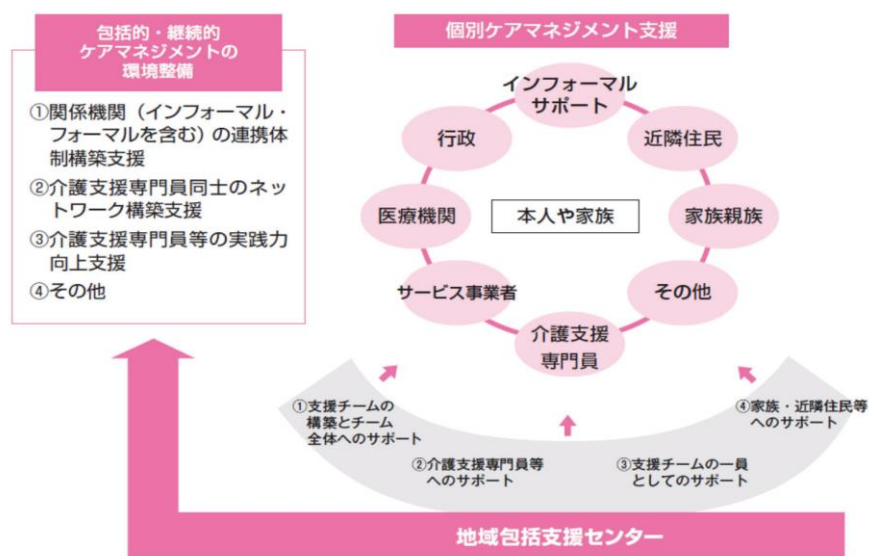 包括的・継続的
ケアマネジメントの
環境整備
①関係機関（インフォーマル・
フォーマルを含む）の連携体
制構築支援
②介護支援専門員同士のネッ
トワーク構築支援
③介護支援専門員等の実践力
向上支援
④その他
個別ケアマネジメント支援
インフォーマル
サポート
行政
近隣住民
医療機関
本人や家族
家族親族
サービス事業者
その他
介護支援
専門員
①支援チームの
構築とチーム
全体へのサポート
②介護支援専門員等
へのサポート
③支援チームの一員
としてのサポート
④家族・近隣住民等
へのサポート
地域包括支援センター